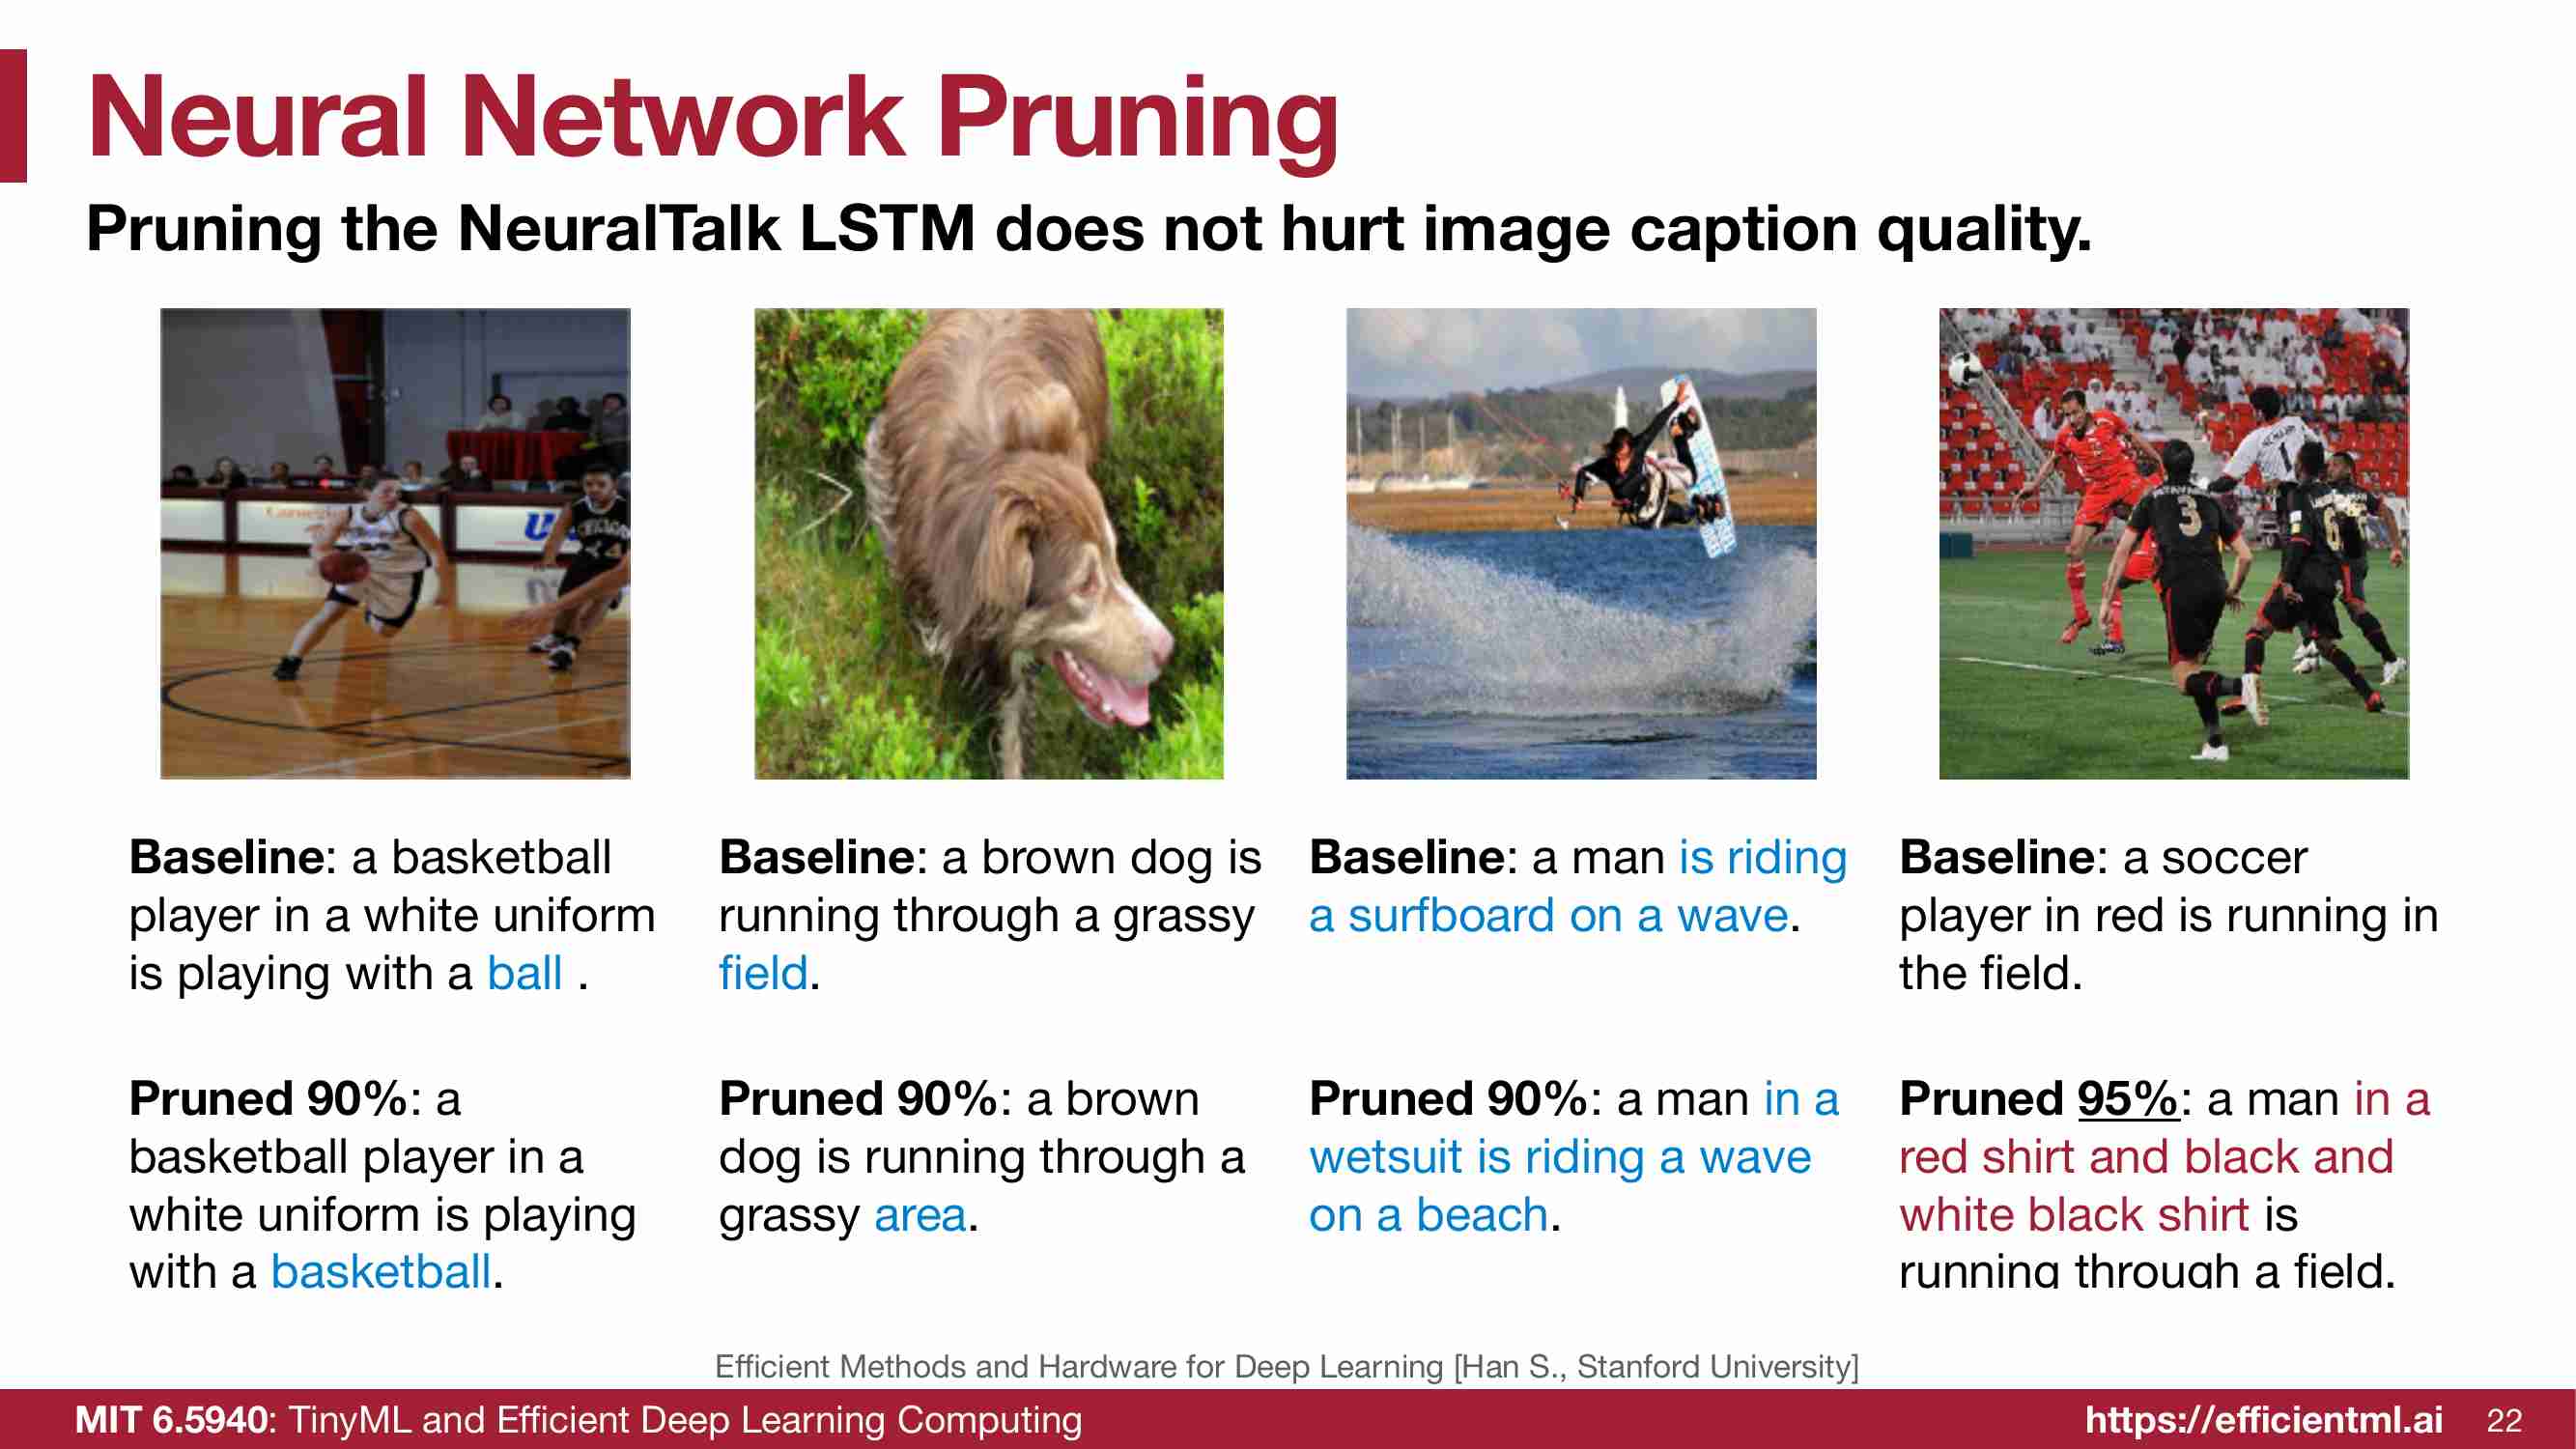 Neural Network Pruning
Pruning the NeuralTalk LSTM does not hurt image caption quality.
Baseline: a basketball
player in a white uniform
is playing with a ball .
Pruned 90%: a
basketball player in a
white uniform is playing
with a basketball.
Baseline: a brown dog is
running through a grassy
field.
Pruned 90%: a brown
dog is running through a
grassy area.
Baseline: a man is riding
a surfboard on a wave.
Pruned 90%: a man in a
wetsuit is riding a wave
on a beach.
Baseline: a soccer
player in red is running in
the field.
Pruned 95%: a man in a
red shirt and black and
white black shirt is
running through a field.
3
1
6
Efficient Methods and Hardware for Deep Learning [Han S., Stanford University]
MIT 6.5940: TinyML and Efficient Deep Learning Computing
https://efficientml.ai
22